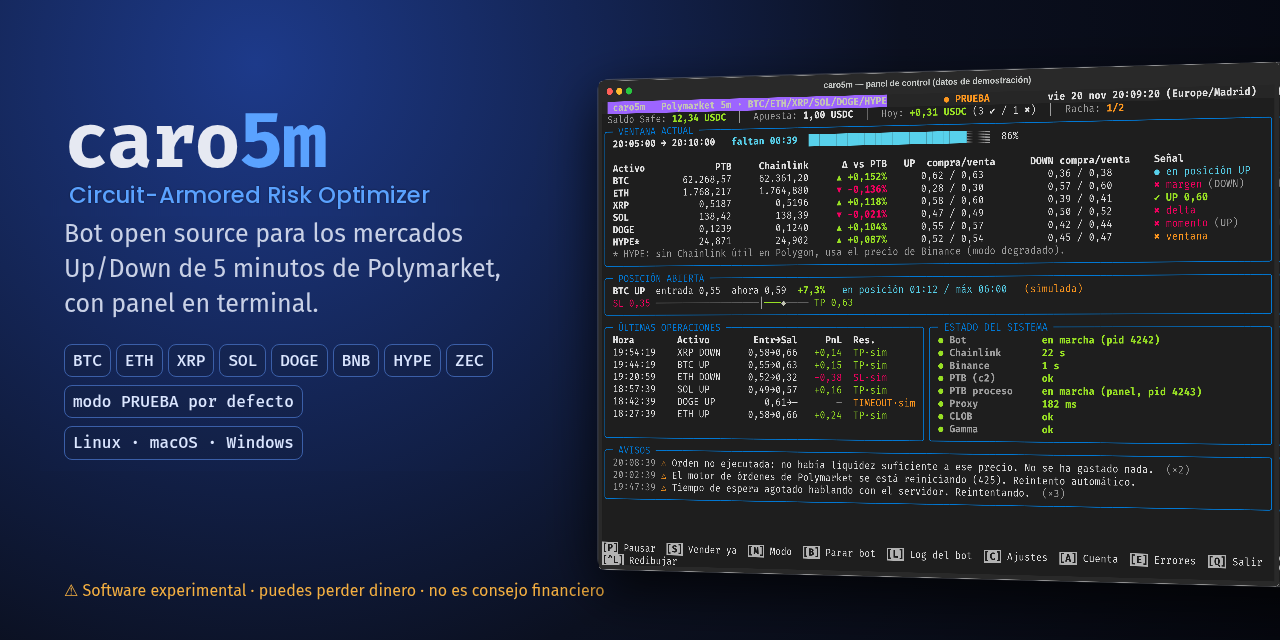 caro5m
Circuit-Armored Risk Optimizer
Bot open source para los mercados
Up/Down de 5 minutos de Polymarket,
con panel en terminal.
BTC ETH XRP SOL DOGE BNB HYPE ZEC
modo PRUEBA por defecto
Linux · macOS · Windows
⚠ Software experimental · puedes perder dinero · no es consejo financiero
caro5m — panel de control (datos de demostración)
caro5m Polymarket 5m · BTC/ETH/XRP/SOL/DOGE/HYPE ● PRUEBA vie 20 nov 20:09:20 (Europe/Madrid)
Saldo Safe: 12,34 USDC │ Apuesta: 1,00 USDC │ Hoy: +0,31 USDC (3 ✔ / 1 ✖) │ Racha: 1/2
VENTANA ACTUAL
20:05:00 → 20:10:00 faltan 00:39 86%
Activo PTB Chainlink Δ vs PTB UP compra/venta DOWN compra/venta Señal
BTC 62.268,57 62.361,20 ▲ +0,152% 0,62 / 0,63 0,36 / 0,38 ● en posición UP
ETH 1.768,217 1.764,880 ▼ -0,136% 0,28 / 0,30 0,57 / 0,60 ✖ margen (DOWN)
XRP 0,5187 0,5196 ▲ +0,118% 0,58 / 0,60 0,39 / 0,41 ✔ UP 0,60
SOL 138,42 138,39 ▼ -0,021% 0,47 / 0,49 0,50 / 0,52 ✖ delta
DOGE 0,1239 0,1240 ▲ +0,104% 0,55 / 0,57 0,42 / 0,44 ✖ momento (UP)
HYPE* 24,871 24,902 ▲ +0,087% 0,52 / 0,54 0,45 / 0,47 ✖ ventana
* HYPE: sin Chainlink útil en Polygon, usa el precio de Binance (modo degradado).
POSICIÓN ABIERTA
BTC UP entrada 0,55 ahora 0,59 +7,3% en posición 01:12 / máx 06:00 (simulada)
SL 0,35 TP 0,63
ÚLTIMAS OPERACIONES
Hora Activo Entr→Sal PnL Res.
19:54:19 XRP DOWN 0,58→0,66 +0,14 TP·sim
19:44:19 BTC UP 0,55→0,63 +0,15 TP·sim
19:20:59 ETH DOWN 0,52→0,32 -0,38 SL·sim
18:57:39 SOL UP 0,49→0,57 +0,16 TP·sim
18:42:39 DOGE UP 0,61→— — TIMEOUT·sim
18:27:39 ETH UP 0,58→0,66 +0,24 TP·sim
ESTADO DEL SISTEMA
● Bot en marcha (pid 4242)
● Chainlink 22 s
● Binance 1 s
● PTB (c2) ok
● PTB proceso en marcha (panel, pid 4243)
● Proxy 182 ms
● CLOB ok
● Gamma ok
AVISOS
20:08:39 ⚠ Orden no ejecutada: no había liquidez suficiente a ese precio. No se ha gastado nada. (×2)
20:02:39 ⚠ El motor de órdenes de Polymarket se está reiniciando (425). Reintento automático.
19:47:39 ⚠ Tiempo de espera agotado hablando con el servidor. Reintentando. (×3)
[P] Pausar [S] Vender ya [M] Modo [B] Parar bot [L] Log del bot [C] Ajustes [A] Cuenta [E] Errores [Q] Salir
[^L] Redibujar